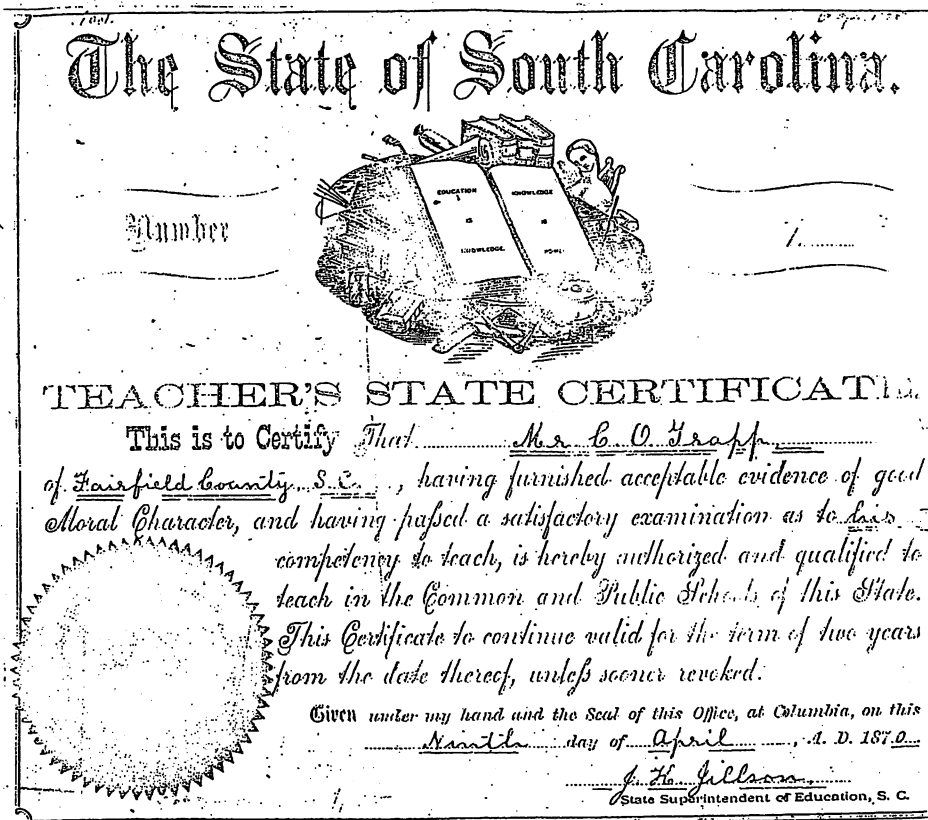 The State of South Carolina.
EDUCATION IS KNOWLEDGE
KNOWLEDGE IS POWE
Number
TEACHER'S STATE CERTIFICATE
This is to Certify That Mr C. O Trapp
of Fairfield County, S. C. , having furnished acceptable evidence of good
Moral Character, and having passed a satisfactory examination as to his
competency to teach, is hereby authorized and qualified to
teach in the Common and Public Schools of this State.
This Certificate to continue valid for the term of two years
from the date thereof, unless sooner revoked.
Given under my hand and the Seal of this Office, at Columbia, on this
Ninth day of April , A. D. 1870
J. K. Jillson
State Superintendent of Education, S. C.